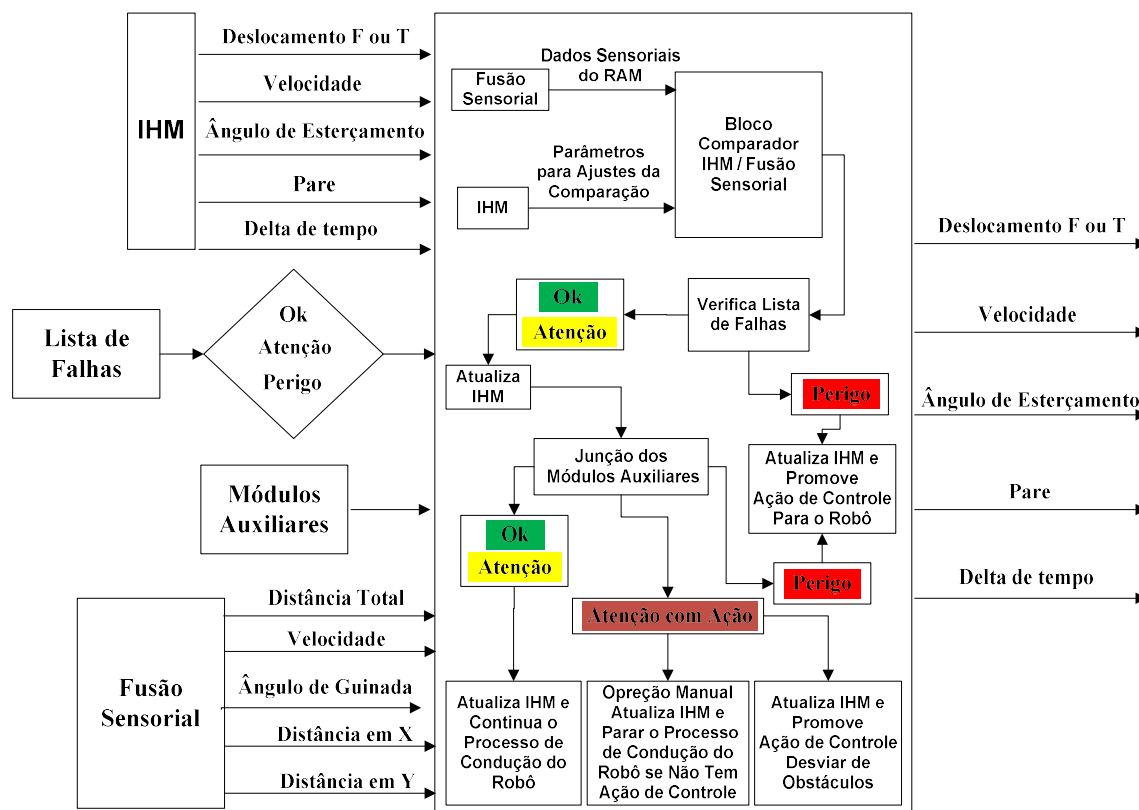 Deslocamento F ou T
Velocidade
Ângulo de Esterçamento
Pare
Delta de tempo
IHM
Lista de
Falhas
Ok
Atenção
Perigo
Módulos
Auxiliares
Fusão
Sensorial
Distância Total
Velocidade
Ângulo de Guinada
Distância em X
Distância em Y
Fusão
Sensorial
Dados Sensoriais
do RAM
IHM
Parâmetros
para Ajustes da
Comparação
Bloco
Comparador
IHM / Fusão
Sensorial
Verifica Lista
de Falhas
Ok
Atenção
Atualiza
IHM
Perigo
Junção dos
Módulos Auxiliares
Atualiza IHM e
Promove
Ação de Controle
Para o Robô
Ok
Atenção
Perigo
Atenção com Ação
Atualiza IHM e
Continua o
Processo de
Condução do
Robô
Opreção Manual
Atualiza IHM e
Parar o Processo
de Condução do
Robô se Não Tem
Ação de Controle
Atualiza IHM e
Promove
Ação de Controle
Desviar de
Obstáculos
Deslocamento F ou T
Velocidade
Ângulo de Esterçamento
Pare
Delta de tempo